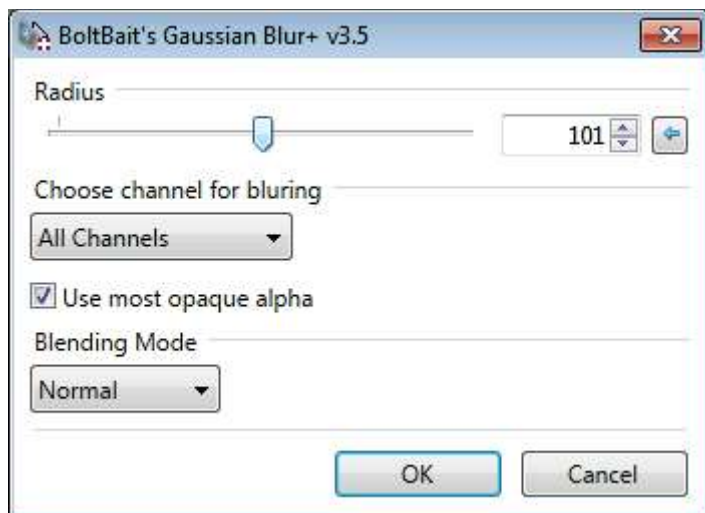 BoltBait's Gaussian Blur+ v3.5
Radius
101
Choose channel for bluring
All Channels
Use most opaque alpha
Blending Mode
Normal
OK Cancel